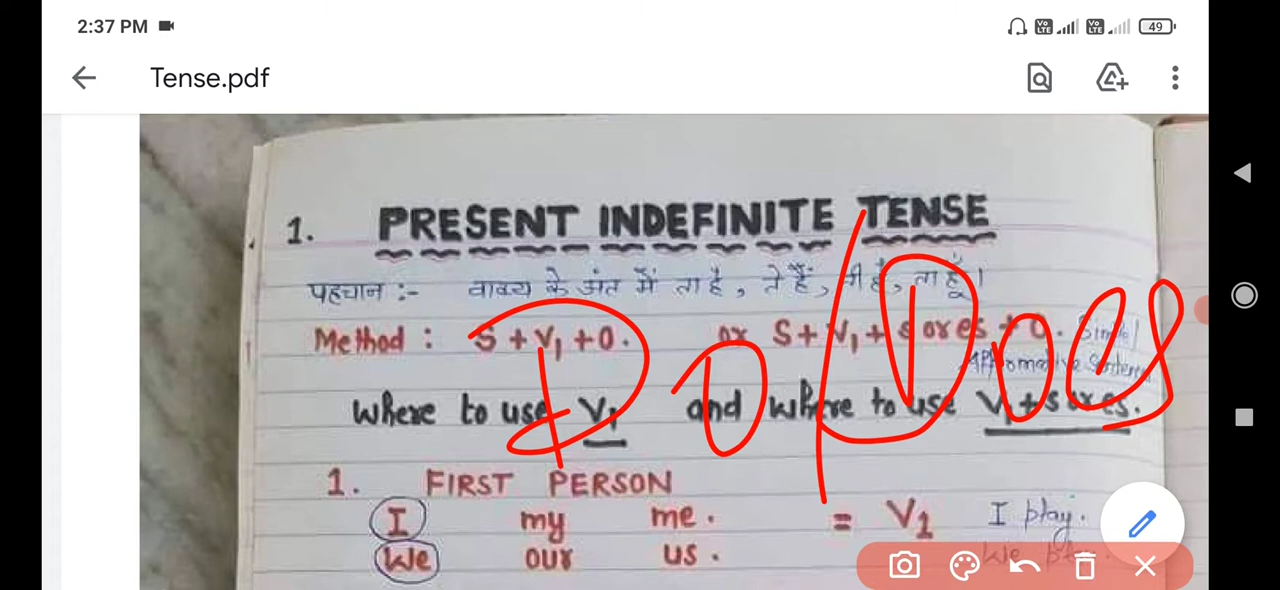 2:37 PM
49
Tense.pdf
1. PRESENT INDEFINITE TENSE
पहचान :- वाक्य के अंत में ता है, ते हैं, ती है, ता हूँ।
Method : S + V1 + O. or S + V1 + s or es + O. Simple/
Affirmative Sentence
Where to use V1 and where to use V1 + s or es.
Do/Does
1. FIRST PERSON
I my me. = V1 I play.
We our us. We